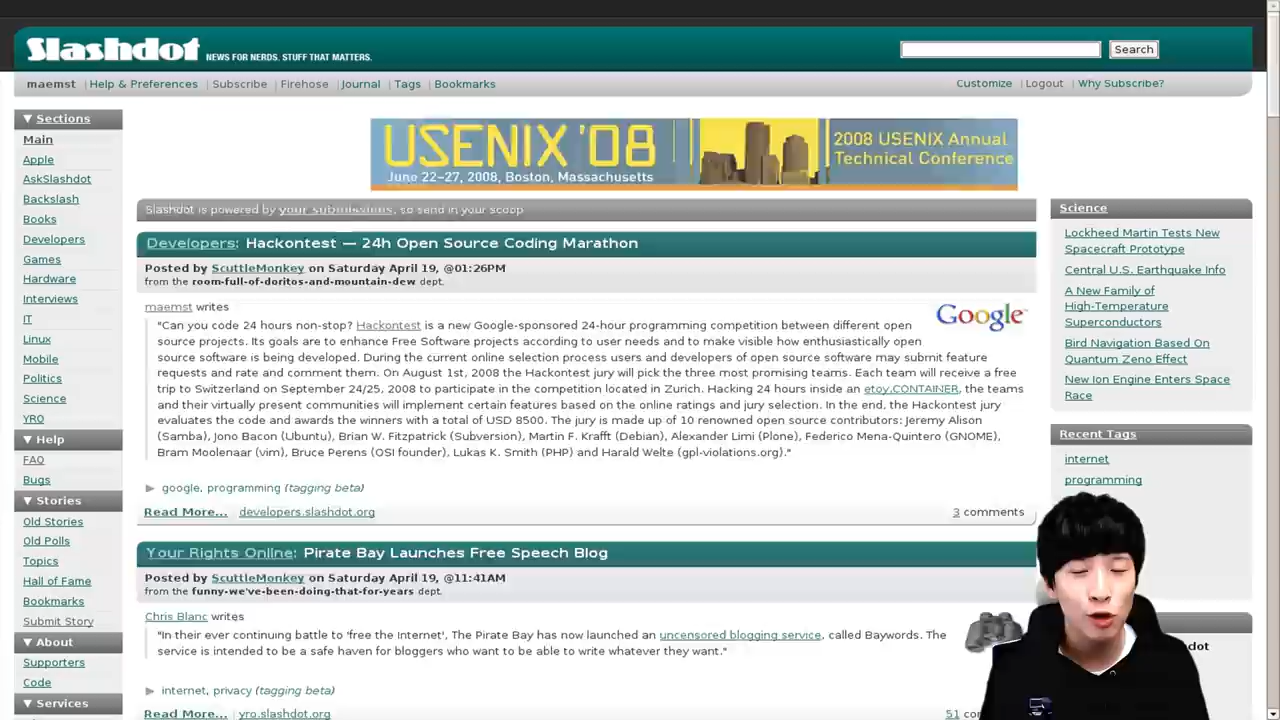 Slashdot NEWS FOR NERDS. STUFF THAT MATTERS.
Search
maemst | Help & Preferences | Subscribe | Firehose | Journal | Tags | Bookmarks
Customize | Logout | Why Subscribe?
▼ Sections
Main
Apple
AskSlashdot
Backslash
Books
Developers
Games
Hardware
Interviews
IT
Linux
Mobile
Politics
Science
YRO
▼ Help
FAQ
Bugs
▼ Stories
Old Stories
Old Polls
Topics
Hall of Fame
Bookmarks
Submit Story
▼ About
Supporters
Code
▼ Services
USENIX '08
June 22–27, 2008, Boston, Massachusetts
2008 USENIX Annual
Technical Conference
Slashdot is powered by your submissions, so send in your scoop
Developers: Hackontest — 24h Open Source Coding Marathon
Posted by ScuttleMonkey on Saturday April 19, @01:26PM
from the room-full-of-doritos-and-mountain-dew dept.
maemst writes
Google
"Can you code 24 hours non-stop? Hackontest is a new Google-sponsored 24-hour programming competition between different open
source projects. Its goals are to enhance Free Software projects according to user needs and to make visible how enthusiastically open
source software is being developed. During the current online selection process users and developers of open source software may submit feature
requests and rate and comment them. On August 1st, 2008 the Hackontest jury will pick the three most promising teams. Each team will receive a free
trip to Switzerland on September 24/25, 2008 to participate in the competition located in Zurich. Hacking 24 hours inside an etoy.CONTAINER, the teams
and their virtually present communities will implement certain features based on the online ratings and jury selection. In the end, the Hackontest jury
evaluates the code and awards the winners with a total of USD 8500. The jury is made up of 10 renowned open source contributors: Jeremy Alison
(Samba), Jono Bacon (Ubuntu), Brian W. Fitzpatrick (Subversion), Martin F. Krafft (Debian), Alexander Limi (Plone), Federico Mena-Quintero (GNOME),
Bram Moolenaar (vim), Bruce Perens (OSI founder), Lukas K. Smith (PHP) and Harald Welte (gpl-violations.org)."
google, programming (tagging beta)
Read More... developers.slashdot.org
3 comments
Your Rights Online: Pirate Bay Launches Free Speech Blog
Posted by ScuttleMonkey on Saturday April 19, @11:41AM
from the funny-we've-been-doing-that-for-years dept.
Chris Blanc writes
"In their ever continuing battle to 'free the Internet', The Pirate Bay has now launched an uncensored blogging service, called Baywords. The
service is intended to be a safe haven for bloggers who want to be able to write whatever they want."
internet, privacy (tagging beta)
Read More... | yro.slashdot.org
51
Science
Lockheed Martin Tests New
Spacecraft Prototype
Central U.S. Earthquake Info
A New Family of
High-Temperature
Superconductors
Bird Navigation Based On
Quantum Zeno Effect
New Ion Engine Enters Space
Race
Recent Tags
internet
programming